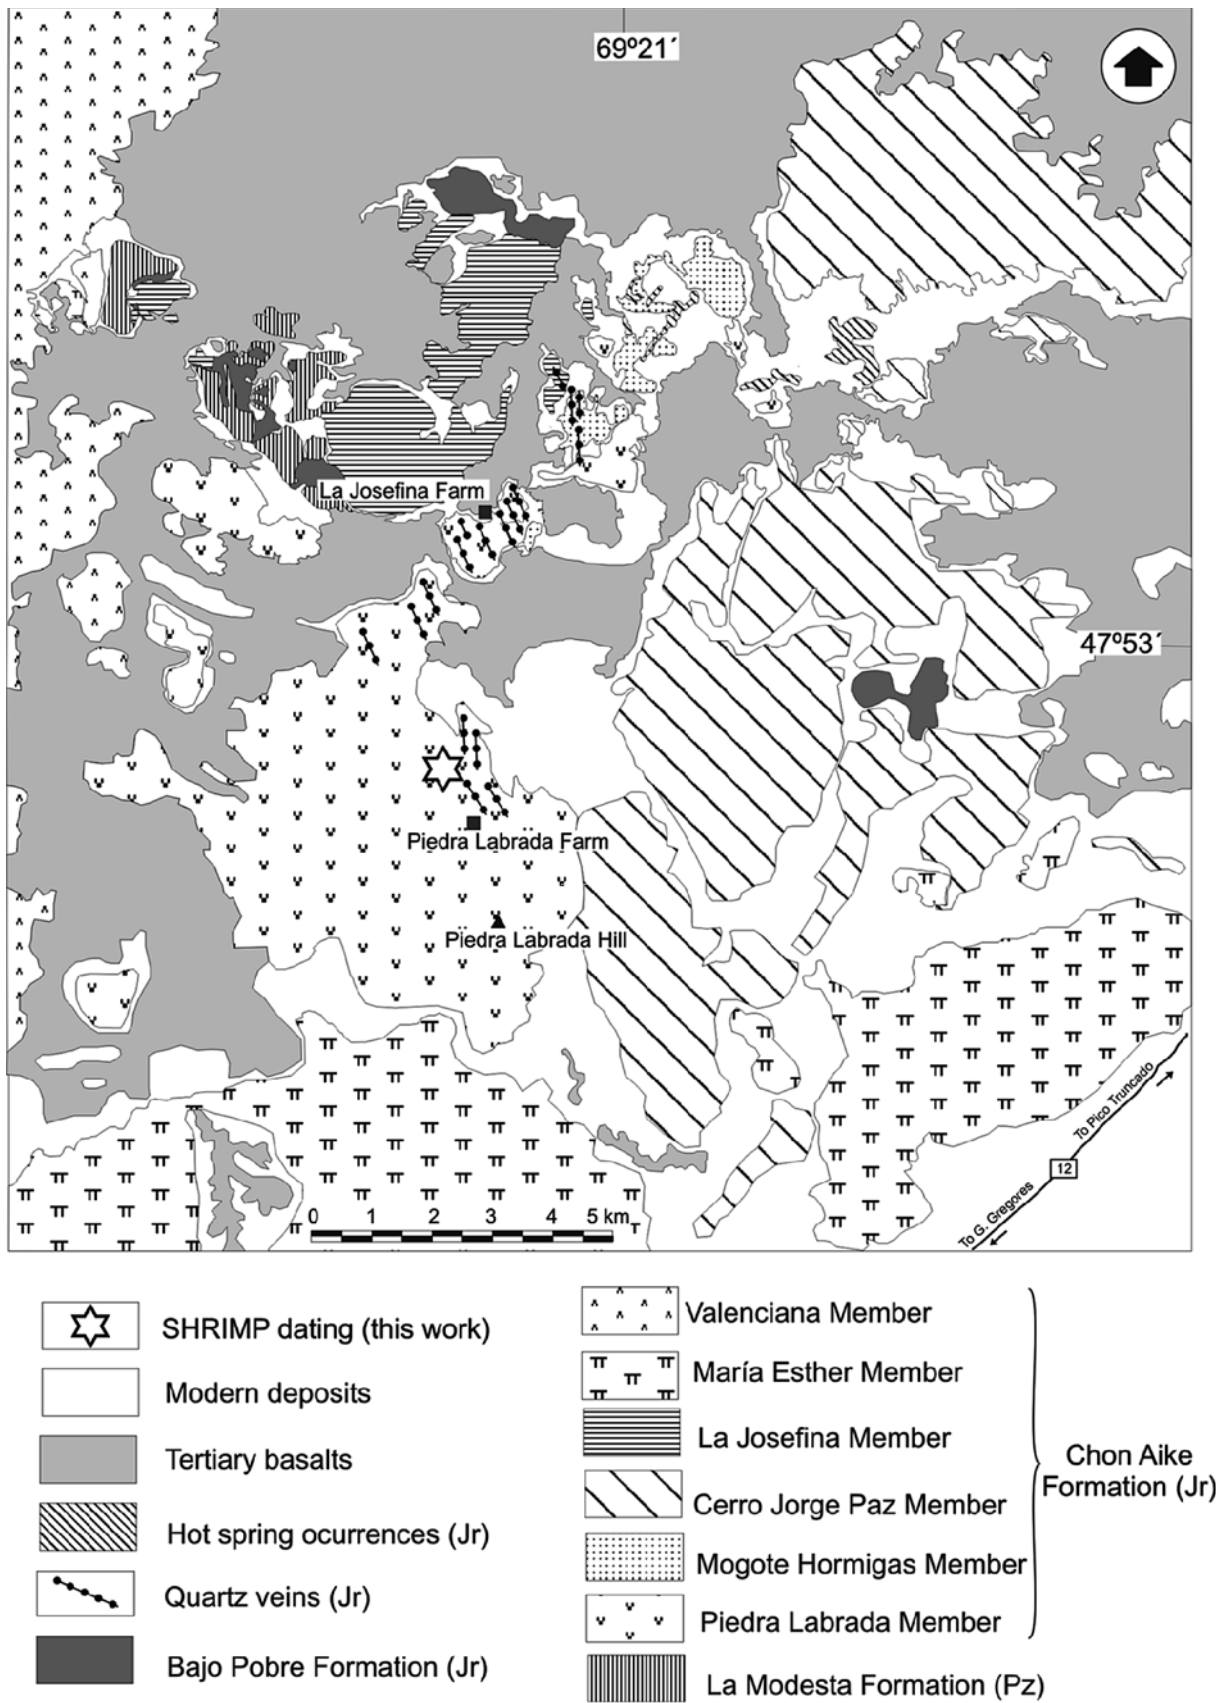 69º21´
La Josefina Farm
47º53´
Piedra Labrada Farm
Piedra Labrada Hill
To Pico Truncado
12
To G. Gregores
0 1 2 3 4 5 km
SHRIMP dating (this work)
Modern deposits
Tertiary basalts
Hot spring ocurrences (Jr)
Quartz veins (Jr)
Bajo Pobre Formation (Jr)
Valenciana Member
María Esther Member
La Josefina Member
Cerro Jorge Paz Member
Mogote Hormigas Member
Piedra Labrada Member
La Modesta Formation (Pz)
Chon Aike
Formation (Jr)